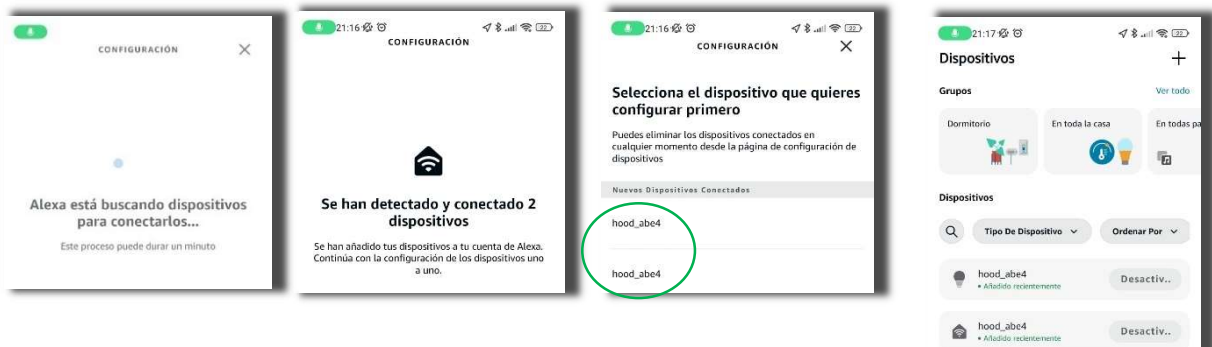 CONFIGURACIÓN
Alexa está buscando dispositivos
para conectarlos...
Este proceso puede durar un minuto
21:16
22
CONFIGURACIÓN
Se han detectado y conectado 2
dispositivos
Se han añadido tus dispositivos a tu cuenta de Alexa.
Continúa con la configuración de los dispositivos uno
a uno.
21:16
22
CONFIGURACIÓN
Selecciona el dispositivo que quieres
configurar primero
Puedes eliminar los dispositivos conectados en
cualquier momento desde la página de configuración de
dispositivos
Nuevos Dispositivos Conectados
hood_abe4
hood_abe4
21:17
22
Dispositivos
Grupos Ver todo
Dormitorio En toda la casa En todas pa
Dispositivos
Tipo De Dispositivo Ordenar Por
hood_abe4 Desactiv..
• Añadido recientemente
hood_abe4 Desactiv..
• Añadido recientemente